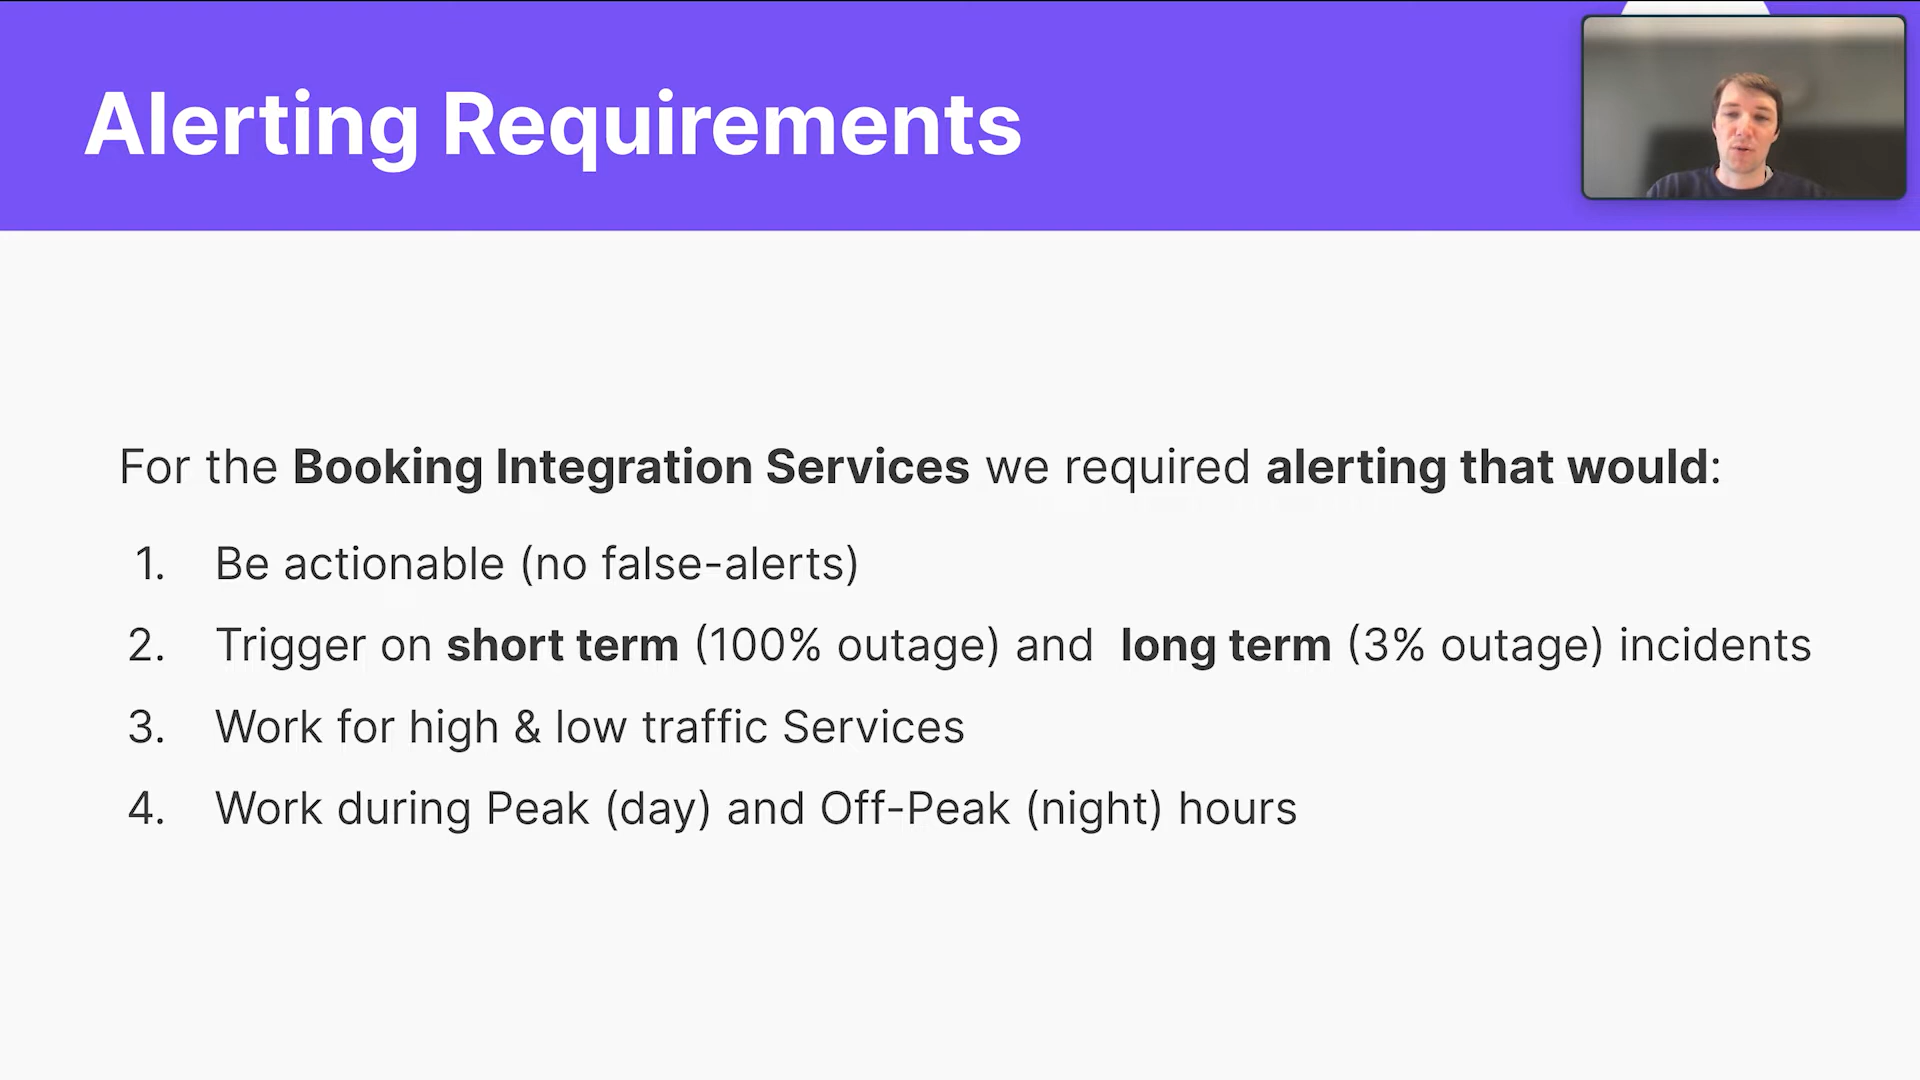 Alerting Requirements
For the Booking Integration Services we required alerting that would:
1. Be actionable (no false-alerts)
2. Trigger on short term (100% outage) and long term (3% outage) incidents
3. Work for high & low traffic Services
4. Work during Peak (day) and Off-Peak (night) hours